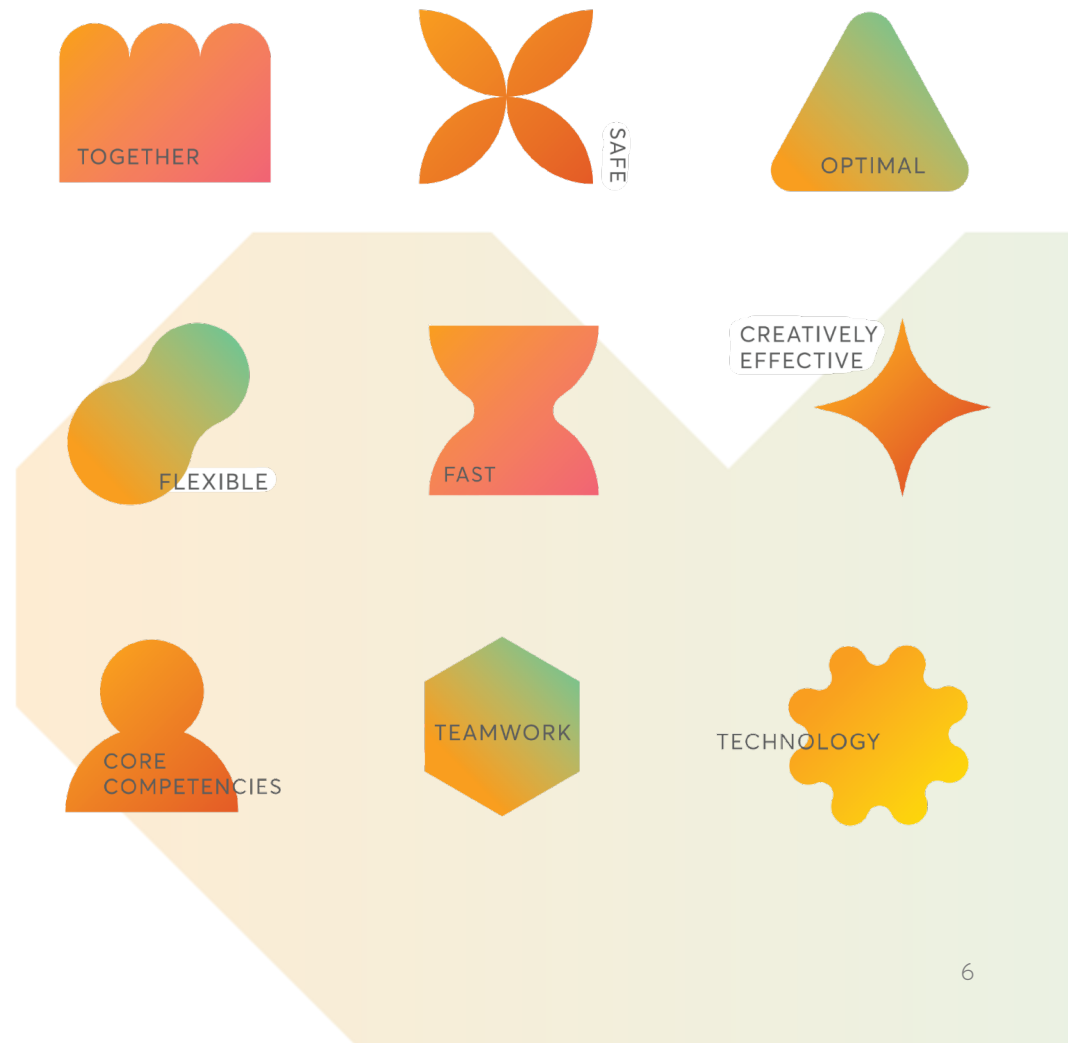 TOGETHER
SAFE
OPTIMAL
FLEXIBLE
FAST
CREATIVELY
EFFECTIVE
CORE
COMPETENCIES
TEAMWORK
TECHNOLOGY
6